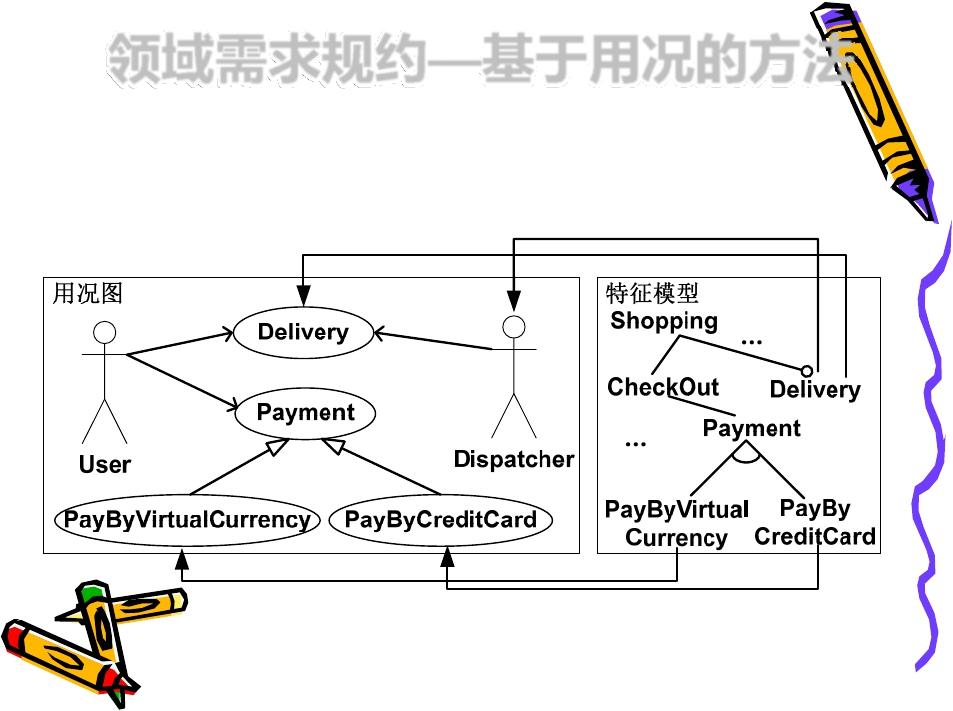 领域需求规约—基于用况的方法
用况图
Delivery
Payment
User
Dispatcher
PayByVirtualCurrency
PayByCreditCard
特征模型
Shopping
...
CheckOut
Delivery
Payment
...
PayByVirtual
Currency
PayBy
CreditCard